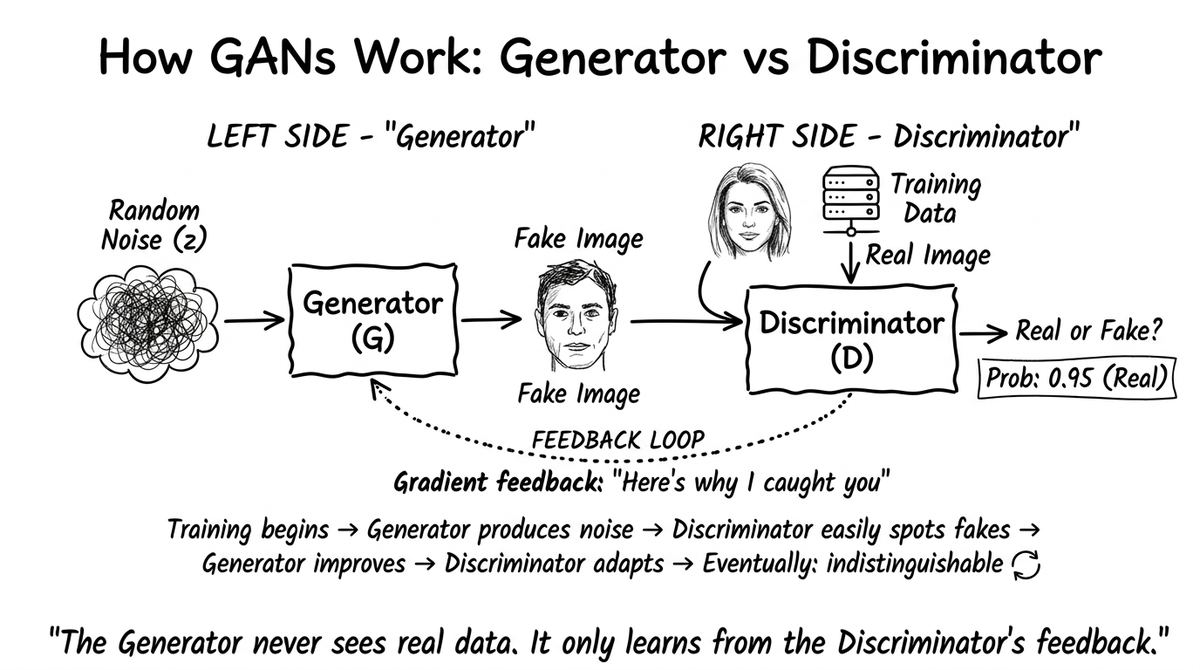 How GANs Work: Generator vs Discriminator
LEFT SIDE - "Generator"
RIGHT SIDE - Discriminator"
Random
Noise (z)
Generator
(G)
Fake Image
Fake Image
Training
Data
Real Image
Discriminator
(D)
Real or Fake?
Prob: 0.95 (Real)
FEEDBACK LOOP
Gradient feedback: "Here's why I caught you"
Training begins → Generator produces noise → Discriminator easily spots fakes →
Generator improves → Discriminator adapts → Eventually: indistinguishable
"The Generator never sees real data. It only learns from the Discriminator's feedback."